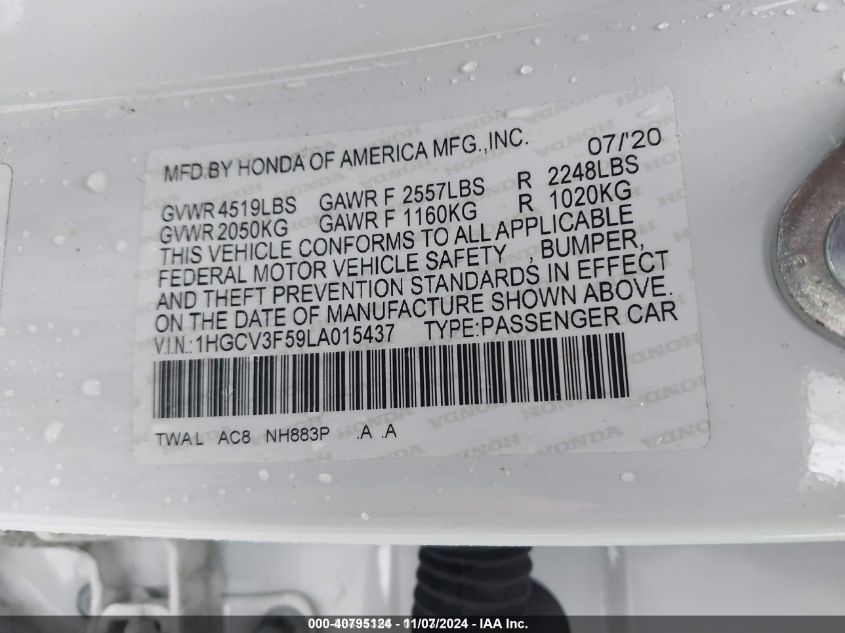 MFD.BY HONDA OF AMERICA MFG.,INC. 07/'20
GVWR 4519LBS GAWR F 2557LBS R 2248LBS
GVWR 2050KG GAWR F 1160KG R 1020KG
THIS VEHICLE CONFORMS TO ALL APPLICABLE
FEDERAL MOTOR VEHICLE SAFETY , BUMPER,
AND THEFT PREVENTION STANDARDS IN EFFECT
ON THE DATE OF MANUFACTURE SHOWN ABOVE.
V.I.N.:1HGCV3F59LA015437 TYPE:PASSENGER CAR
TWAL AC8 NH883P .A .A
000-40795124 - 11/07/2024 - IAA Inc.